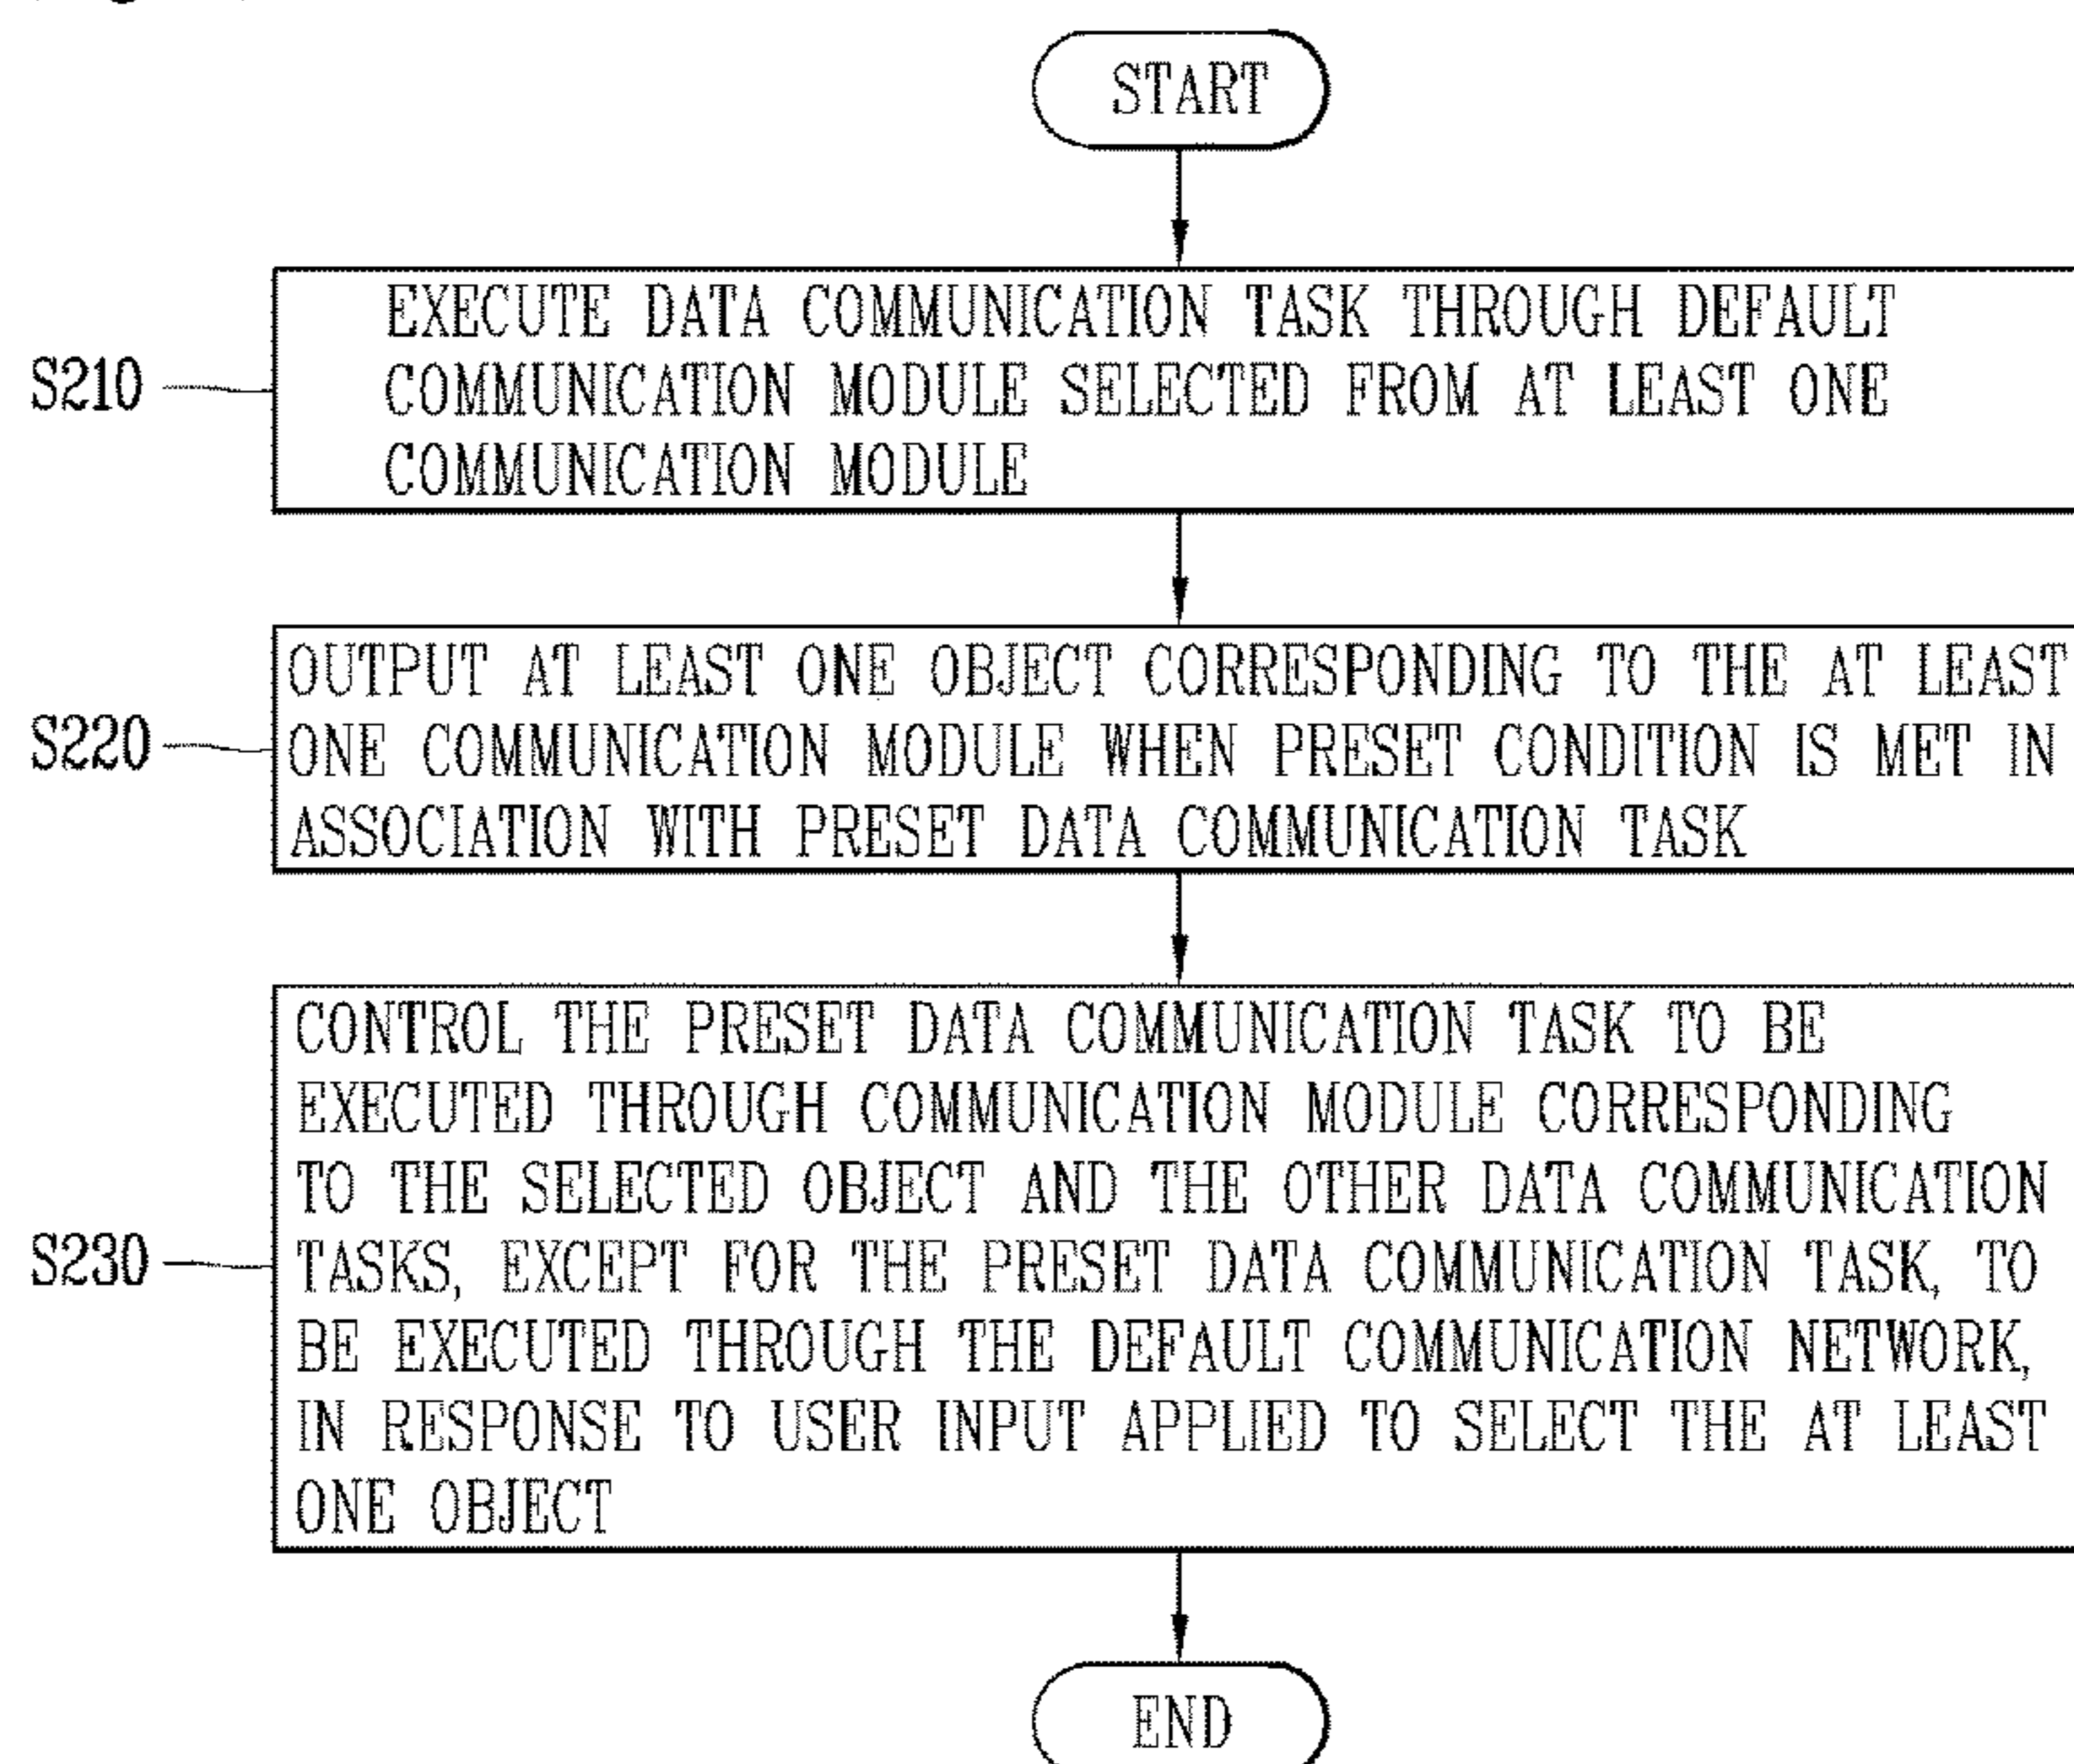 START
S210
EXECUTE DATA COMMUNICATION TASK THROUGH DEFAULT
COMMUNICATION MODULE SELECTED FROM AT LEAST ONE
COMMUNICATION MODULE
S220
OUTPUT AT LEAST ONE OBJECT CORRESPONDING TO THE AT LEAST
ONE COMMUNICATION MODULE WHEN PRESET CONDITION IS MET IN
ASSOCIATION WITH PRESET DATA COMMUNICATION TASK
S230
CONTROL THE PRESET DATA COMMUNICATION TASK TO BE
EXECUTED THROUGH COMMUNICATION MODULE CORRESPONDING
TO THE SELECTED OBJECT AND THE OTHER DATA COMMUNICATION
TASKS, EXCEPT FOR THE PRESET DATA COMMUNICATION TASK, TO
BE EXECUTED THROUGH THE DEFAULT COMMUNICATION NETWORK,
IN RESPONSE TO USER INPUT APPLIED TO SELECT THE AT LEAST
ONE OBJECT
END